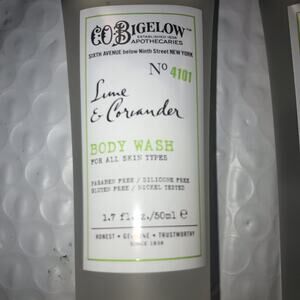 C.O. BIGELOW™
ESTABLISHED 1838
APOTHECARIES
SIXTH AVENUE below Ninth Street NEW YORK
Nº 4101
Lime
& Coriander
BODY WASH
FOR ALL SKIN TYPES
PARABEN FREE / SILICONE FREE
GLUTEN FREE / NICKEL TESTED
1.7 fl. oz./50ml ℮
HONEST • GENUINE • TRUSTWORTHY
SINCE 1838